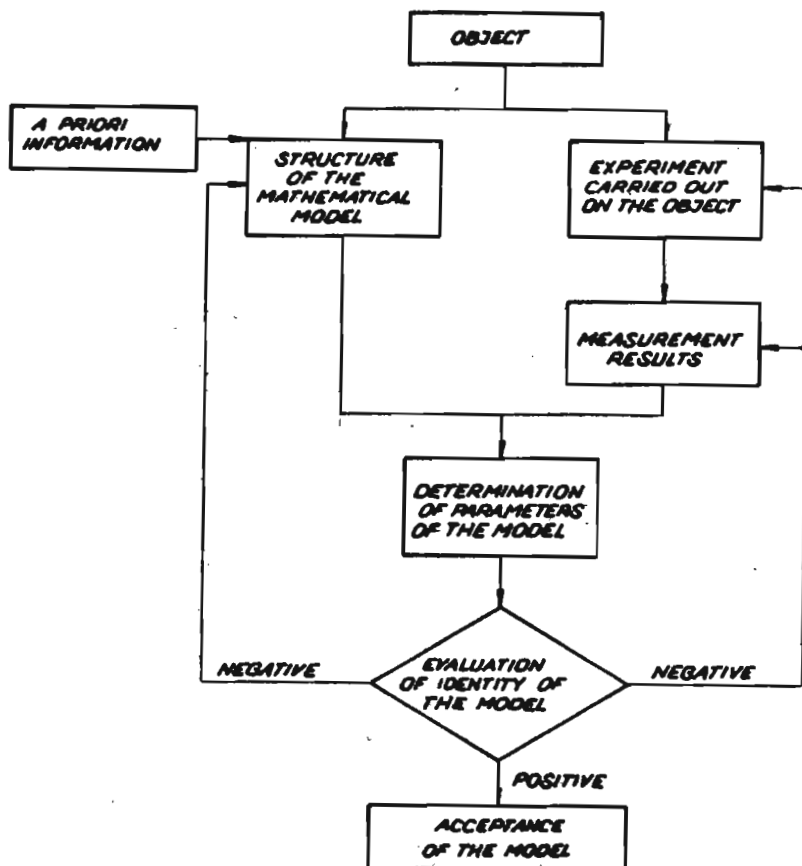 OBJECT
A PRIORI
INFORMATION
STRUCTURE
OF THE
MATHEMATICAL
MODEL
EXPERIMENT
CARRIED OUT
ON THE OBJECT
MEASUREMENT
RESULTS
DETERMINATION
OF PARAMETERS
OF THE MODEL
NEGATIVE
EVALUATION
OF IDENTITY OF
THE MODEL
NEGATIVE
POSITIVE
ACCEPTANCE
OF THE MODEL